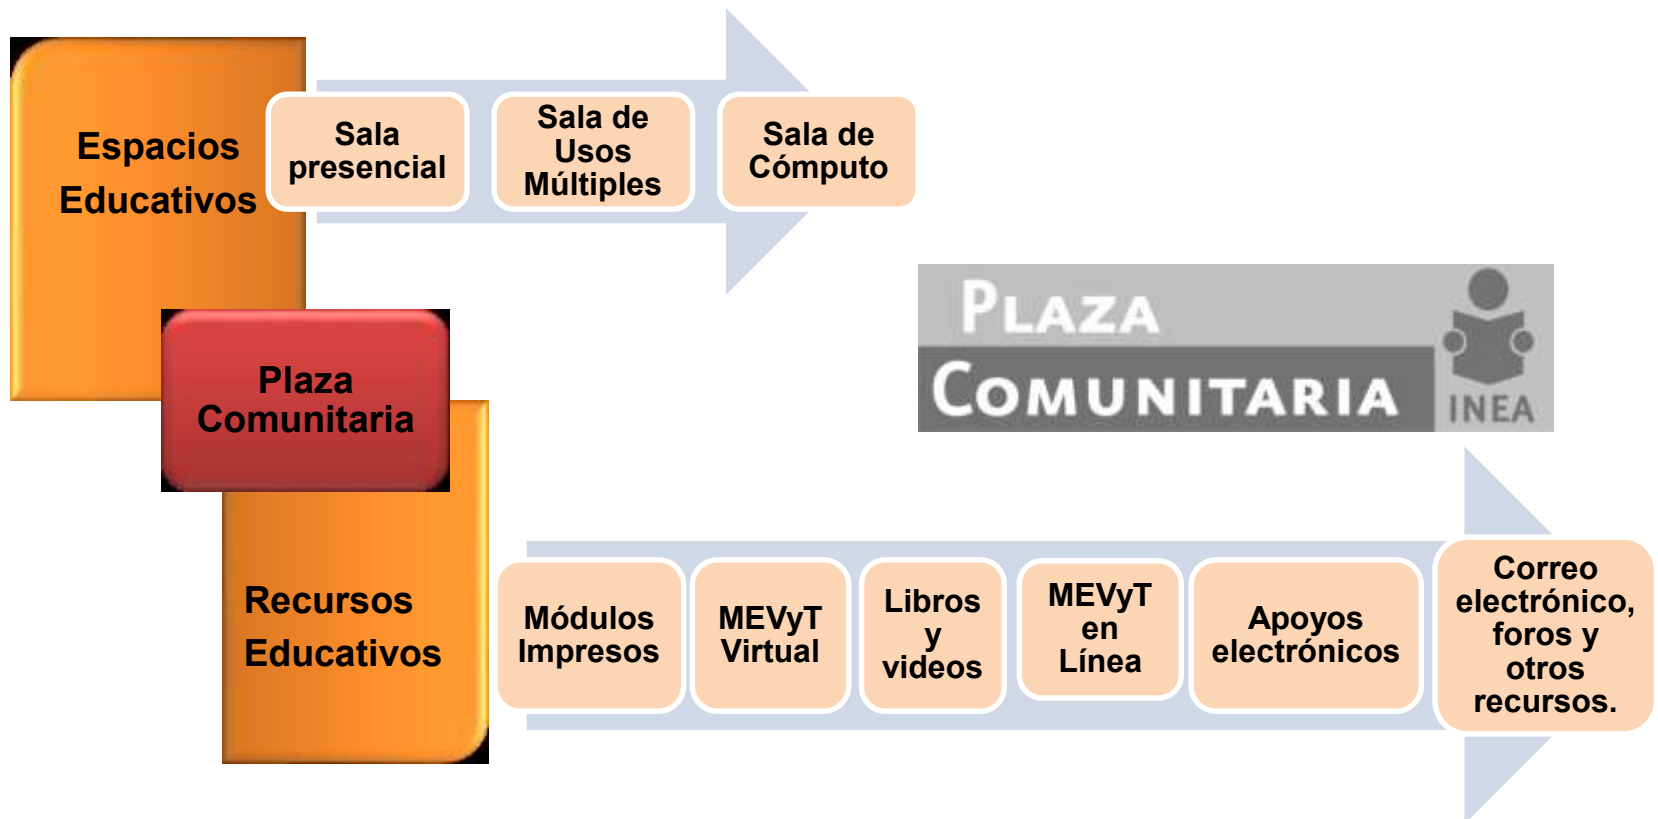 Espacios
Educativos
Sala
presencial
Sala de
Usos
Múltiples
Sala de
Cómputo
PLAZA
COMUNITARIA
INEA
Plaza
Comunitaria
Recursos
Educativos
Módulos
Impresos
MEVyT
Virtual
Libros
y
videos
MEVyT
en
Línea
Apoyos
electrónicos
Correo
electrónico,
foros y
otros
recursos.